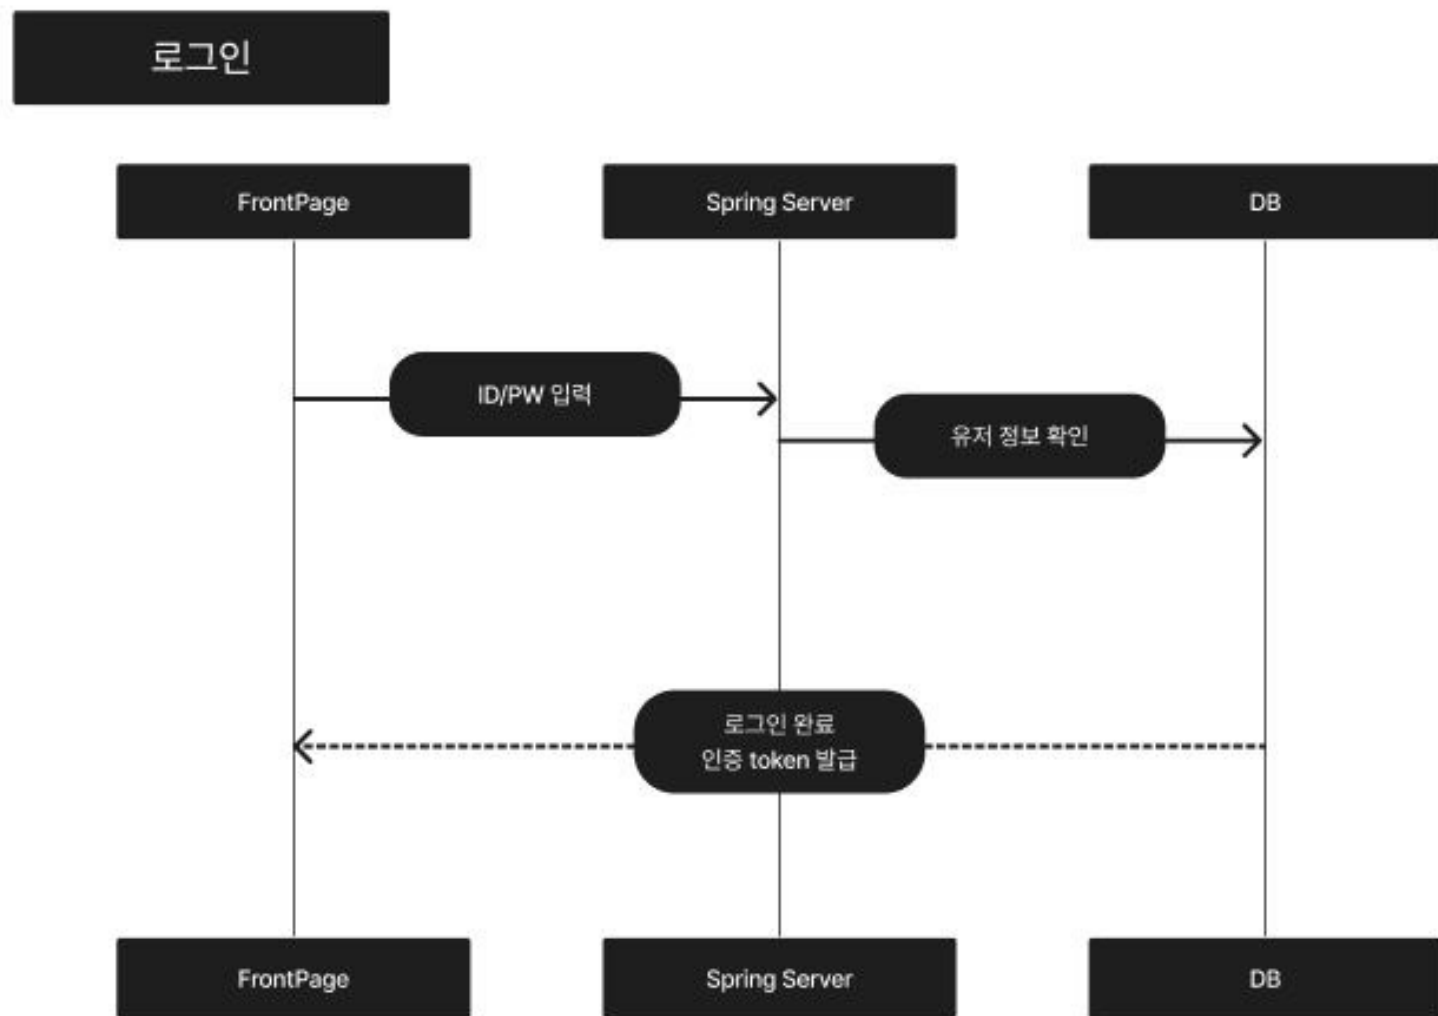 로그인
FrontPage
Spring Server
DB
ID/PW 입력
유저 정보 확인
로그인 완료
인증 token 발급
FrontPage
Spring Server
DB